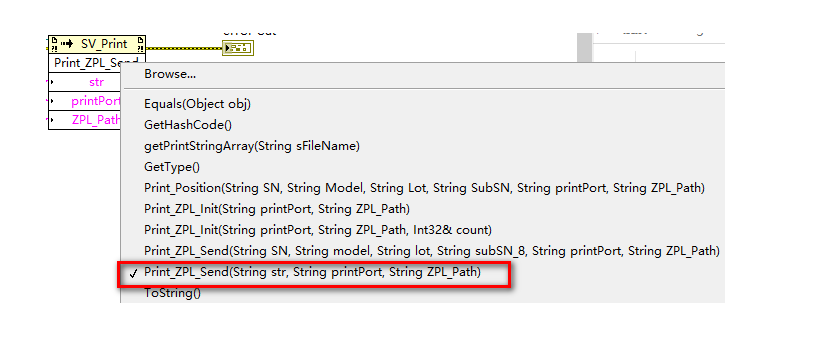 SV_Print
Print_ZPL_Send
str
printPort
ZPL_Path
Browse...
Equals(Object obj)
GetHashCode()
getPrintStringArray(String sFileName)
GetType()
Print_Position(String SN, String Model, String Lot, String SubSN, String printPort, String ZPL_Path)
Print_ZPL_Init(String printPort, String ZPL_Path)
Print_ZPL_Init(String printPort, String ZPL_Path, Int32& count)
Print_ZPL_Send(String SN, String model, String lot, String subSN_8, String printPort, String ZPL_Path)
Print_ZPL_Send(String str, String printPort, String ZPL_Path)
ToString()